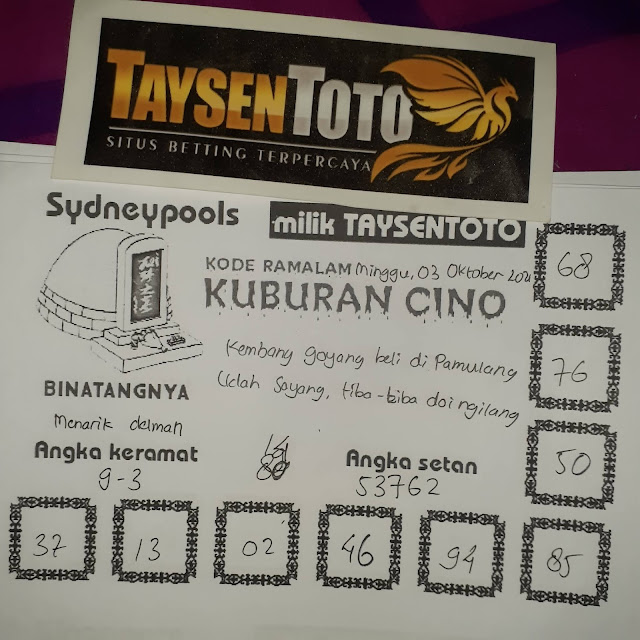 TAYSENTOTO
SITUS BETTING TERPERCAYA
Sydneypools
milik TAYSENTOTO
KODE RAMALAM Minggu, 03 Oktober
KUBURAN CINO
68
Kembang goyang beli di Pamulang
Udah Sayang, tiba-tiba doi ngilang
76
BINATANGNYA
Menarik delman
Angka keramat
9-3
Angka setan
53762
50
37
13
02
46
94
85